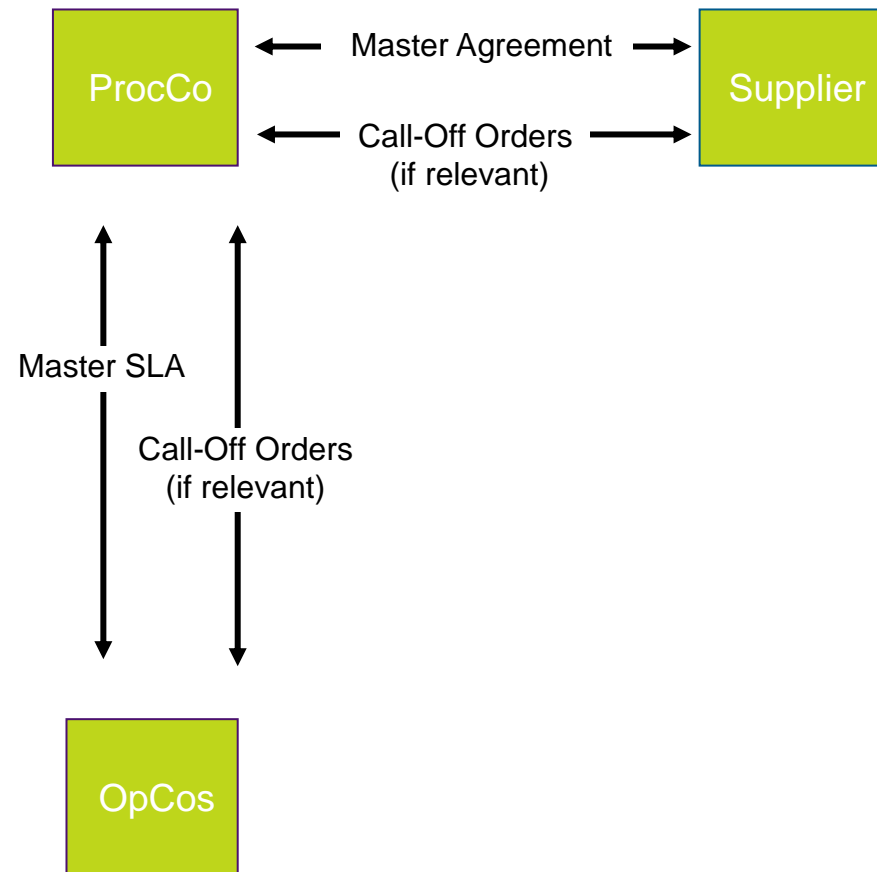 Master Agreement
ProcCo
Supplier
Call-Off Orders
(if relevant)
Master SLA
Call-Off Orders
(if relevant)
OpCos